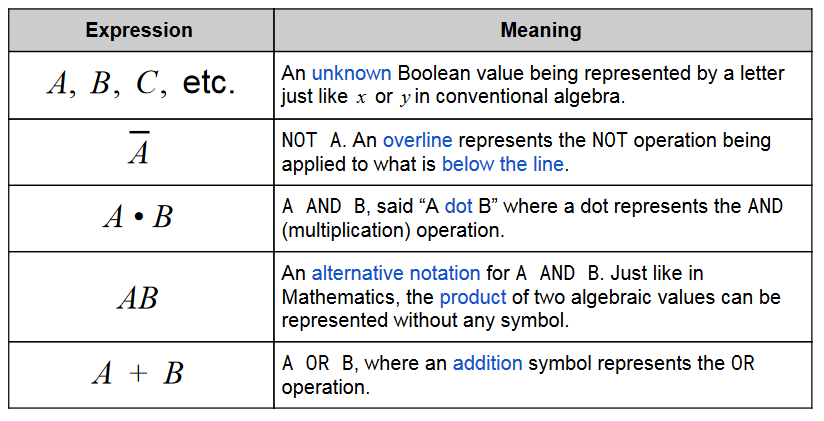 Expression Meaning
A, B, C, etc.
An unknown Boolean value being represented by a letter
just like x or y in conventional algebra.
A̅
NOT A. An overline represents the NOT operation being
applied to what is below the line.
A • B
A AND B, said “A dot B” where a dot represents the AND
(multiplication) operation.
AB
An alternative notation for A AND B. Just like in
Mathematics, the product of two algebraic values can be
represented without any symbol.
A + B
A OR B, where an addition symbol represents the OR
operation.